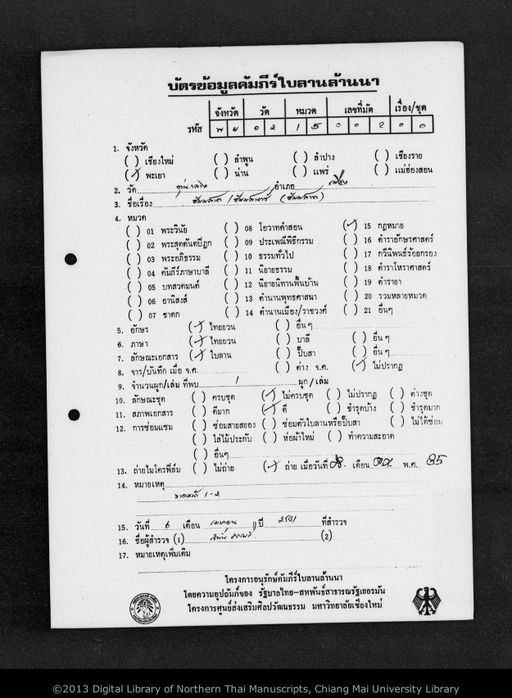 บัตรข้อมูลคัมภีร์ใบลานล้านนา
จังหวัด วัด หมวด เลขที่มัด เรื่อง/ชุด
รหัส พ ย 0 2 1 5 0 0 2 0 0
1. จังหวัด
( ) เชียงใหม่ ( ) ลำพูน ( ) ลำปาง ( ) เชียงราย
(✓) พะเยา ( ) น่าน ( ) แพร่ ( ) แม่ฮ่องสอน
2. วัด อำเภอ เมือง
3. ชื่อเรื่อง
4. หมวด
( ) 01 พระวินัย ( ) 08 โอวาทคำสอน (✓) 15 กฎหมาย
( ) 02 พระสุตตันตปิฎก ( ) 09 ประเพณีพิธีกรรม ( ) 16 ตำราอักษรศาสตร์
( ) 03 พระอภิธรรม ( ) 10 ธรรมทั่วไป ( ) 17 กวีนิพนธ์ร้อยกรอง
( ) 04 คัมภีร์ภาษาบาลี ( ) 11 นิยายธรรม ( ) 18 ตำราโหราศาสตร์
( ) 05 บทสวดมนต์ ( ) 12 นิยายนิทานพื้นบ้าน ( ) 19 ตำรายา
( ) 06 อานิสงส์ ( ) 13 ตำนานพุทธศาสนา ( ) 20 รวมหลายหมวด
( ) 07 ชาดก ( ) 14 ตำนานเมือง/ราชวงศ์ ( ) 21 อื่นๆ
5. อักษร (✓) ไทยยวน ( ) อื่น ๆ
6. ภาษา (✓) ไทยยวน ( ) บาลี ( ) อื่น ๆ
7. ลักษณะเอกสาร (✓) ใบลาน ( ) ปั๊บสา ( ) อื่น ๆ
8. จาร/บันทึก เมื่อ จ.ศ. ( ) ต่าง จ.ศ. (✓) ไม่ปรากฏ
9. จำนวนผูก/เล่ม ที่พบ 1 ผูก/เล่ม
10. ลักษณะชุด ( ) ครบชุด (✓) ไม่ครบชุด ( ) ไม่ปรากฏ ( ) ต่างชุด
11. สภาพเอกสาร ( ) ดีมาก (✓) ดี ( ) ชำรุดบ้าง ( ) ชำรุดมาก
12. การซ่อมแซม ( ) ซ่อมสายสยอง ( ) ซ่อมตัวใบลานหรือปั๊บสา ( ) ไม่ได้ซ่อม
( ) ใส่ไม้ประกับ ( ) ห่อผ้าใหม่ ( ) ทำความสะอาด
( ) อื่นๆ
13. ถ่ายไมโครฟิล์ม ( ) ไม่ถ่าย (✓) ถ่าย เมื่อวันที่ เดือน พ.ศ. 35
14. หมายเหตุ
1-2
15. วันที่ 6 เดือน เมษายน ปี ที่สำรวจ
16. ชื่อผู้สำรวจ (1) (2)
17. หมายเหตุเพิ่มเติม
โครงการอนุรักษ์คัมภีร์ใบลานล้านนา
โดยความอุปถัมภ์ของ รัฐบาลไทย-สหพันธ์สาธารณรัฐเยอรมัน
โครงการศูนย์ส่งเสริมศิลปวัฒนธรรม มหาวิทยาลัยเชียงใหม่
©2013 Digital Library of Northern Thai Manuscripts, Chiang Mai University Library